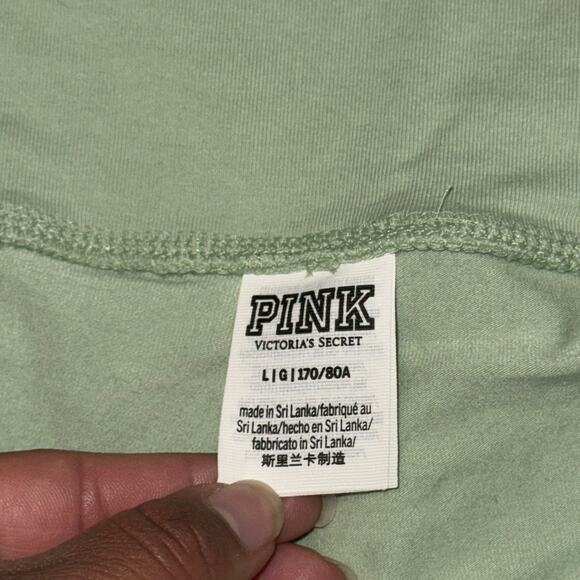 PINK
VICTORIA'S SECRET
L | G | 170/80A
made in Sri Lanka/fabriqué au
Sri Lanka/hecho en Sri Lanka/
fabbricato in Sri Lanka/
斯里兰卡制造